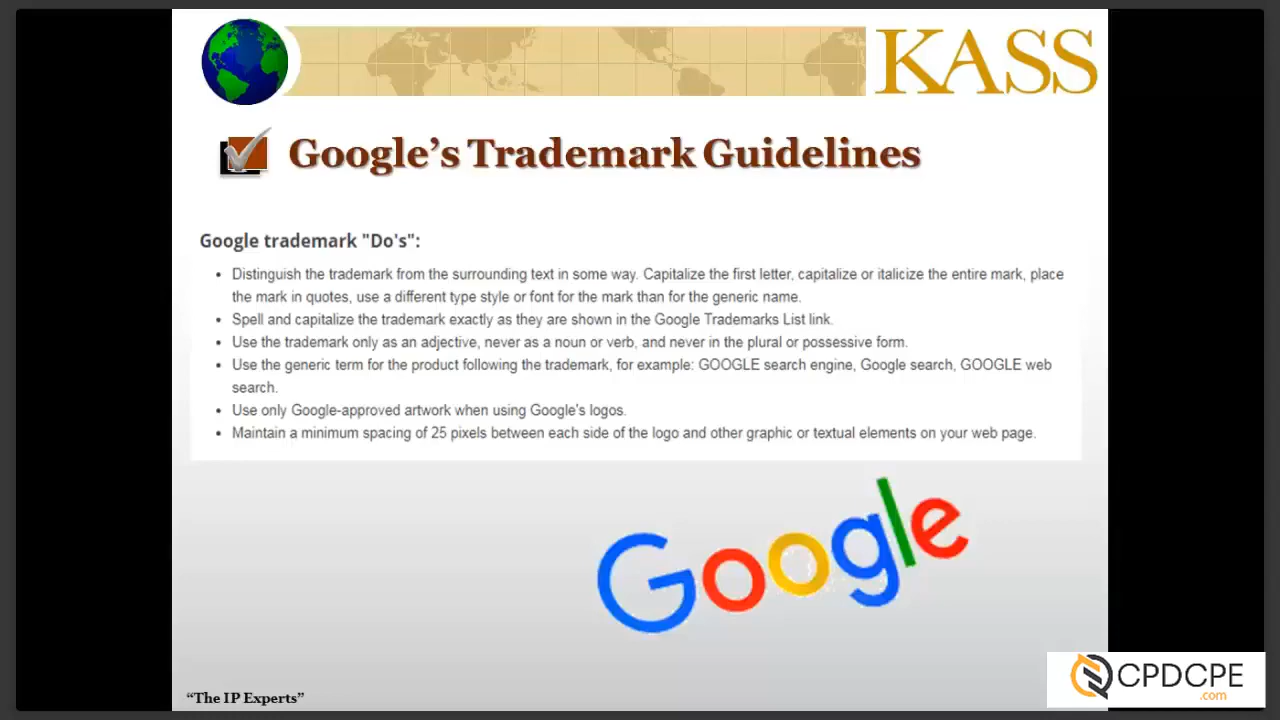 KASS
Google's Trademark Guidelines
Google trademark "Do's":
• Distinguish the trademark from the surrounding text in some way. Capitalize the first letter, capitalize or italicize the entire mark, place
the mark in quotes, use a different type style or font for the mark than for the generic name.
• Spell and capitalize the trademark exactly as they are shown in the Google Trademarks List link.
• Use the trademark only as an adjective, never as a noun or verb, and never in the plural or possessive form.
• Use the generic term for the product following the trademark, for example: GOOGLE search engine, Google search, GOOGLE web
search.
• Use only Google-approved artwork when using Google's logos.
• Maintain a minimum spacing of 25 pixels between each side of the logo and other graphic or textual elements on your web page.
Google
“The IP Experts”
CPDCPE
.com